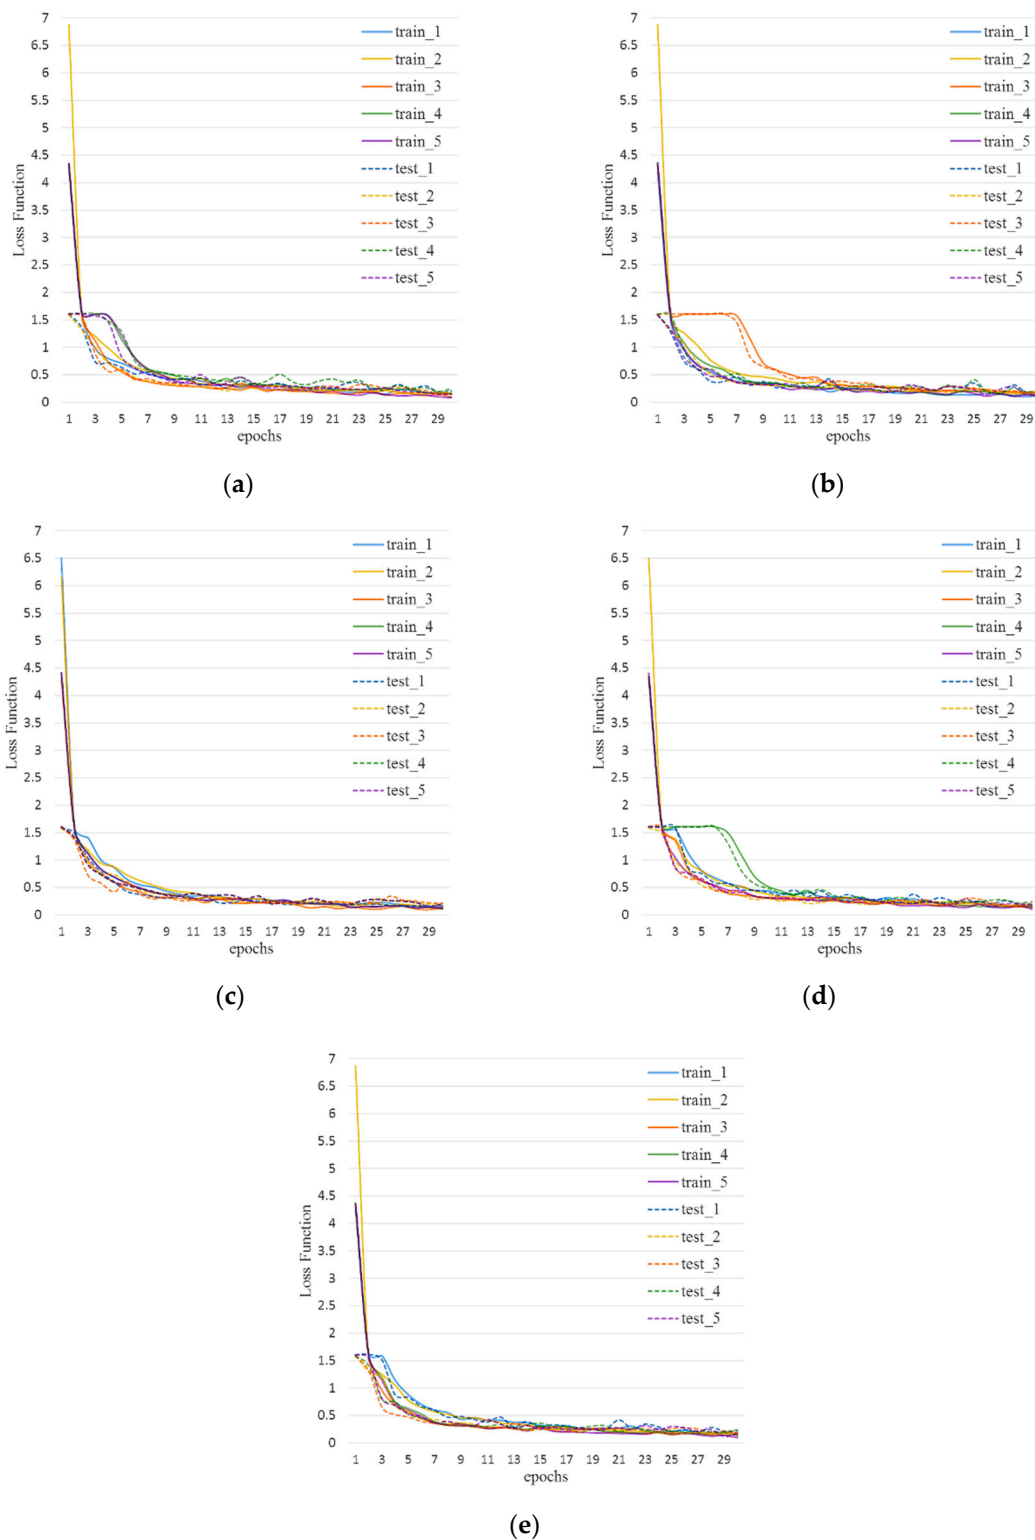 7
6.5
6
5.5
5
4.5
4
3.5
3
2.5
2
1.5
1
0.5
0
Loss Function
1 3 5 7 9 11 13 15 17 19 21 23 25 27 29
epochs
train_1
train_2
train_3
train_4
train_5
test_1
test_2
test_3
test_4
test_5
(a)
7
6.5
6
5.5
5
4.5
4
3.5
3
2.5
2
1.5
1
0.5
0
Loss Function
1 3 5 7 9 11 13 15 17 19 21 23 25 27 29
epochs
train_1
train_2
train_3
train_4
train_5
test_1
test_2
test_3
test_4
test_5
(b)
7
6.5
6
5.5
5
4.5
4
3.5
3
2.5
2
1.5
1
0.5
0
Loss Function
1 3 5 7 9 11 13 15 17 19 21 23 25 27 29
epochs
train_1
train_2
train_3
train_4
train_5
test_1
test_2
test_3
test_4
test_5
(c)
7
6.5
6
5.5
5
4.5
4
3.5
3
2.5
2
1.5
1
0.5
0
Loss Function
1 3 5 7 9 11 13 15 17 19 21 23 25 27 29
epochs
train_1
train_2
train_3
train_4
train_5
test_1
test_2
test_3
test_4
test_5
(d)
7
6.5
6
5.5
5
4.5
4
3.5
3
2.5
2
1.5
1
0.5
0
Loss Function
1 3 5 7 9 11 13 15 17 19 21 23 25 27 29
epochs
train_1
train_2
train_3
train_4
train_5
test_1
test_2
test_3
test_4
test_5
(e)